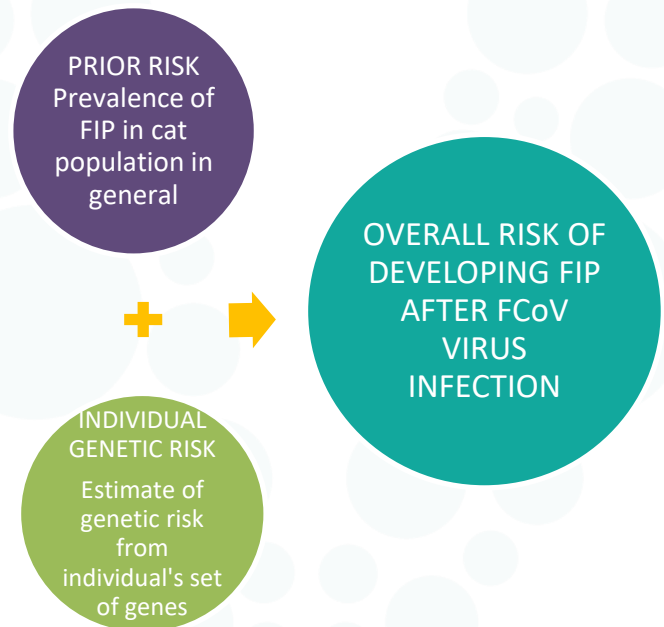 PRIOR RISK
Prevalence of
FIP in cat
population in
general
INDIVIDUAL
GENETIC RISK
Estimate of
genetic risk
from
individual's set
of genes
OVERALL RISK OF
DEVELOPING FIP
AFTER FCoV
VIRUS
INFECTION